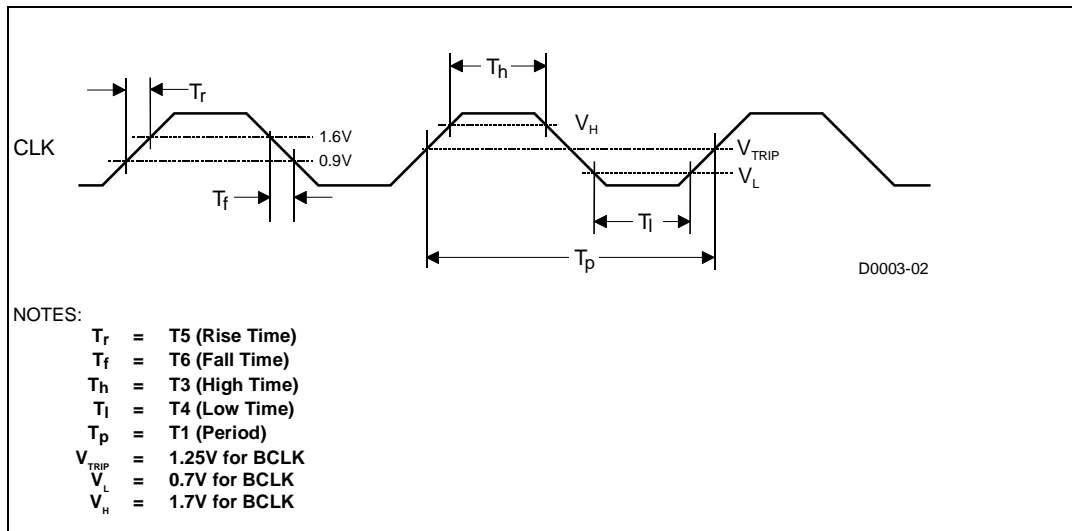 Th
Tr
CLK
1.6V
VH
VTRIP
0.9V
VL
Tf
Tl
Tp
D0003-02
NOTES:
Tr = T5 (Rise Time)
Tf = T6 (Fall Time)
Th = T3 (High Time)
Tl = T4 (Low Time)
Tp = T1 (Period)
VTRIP = 1.25V for BCLK
VL = 0.7V for BCLK
VH = 1.7V for BCLK